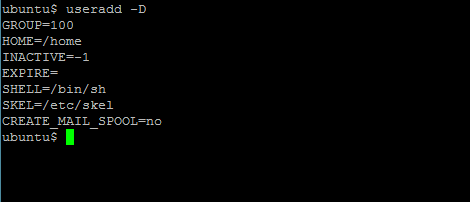 ubuntu$ useradd -D
GROUP=100
HOME=/home
INACTIVE=-1
EXPIRE=
SHELL=/bin/sh
SKEL=/etc/skel
CREATE_MAIL_SPOOL=no
ubuntu$